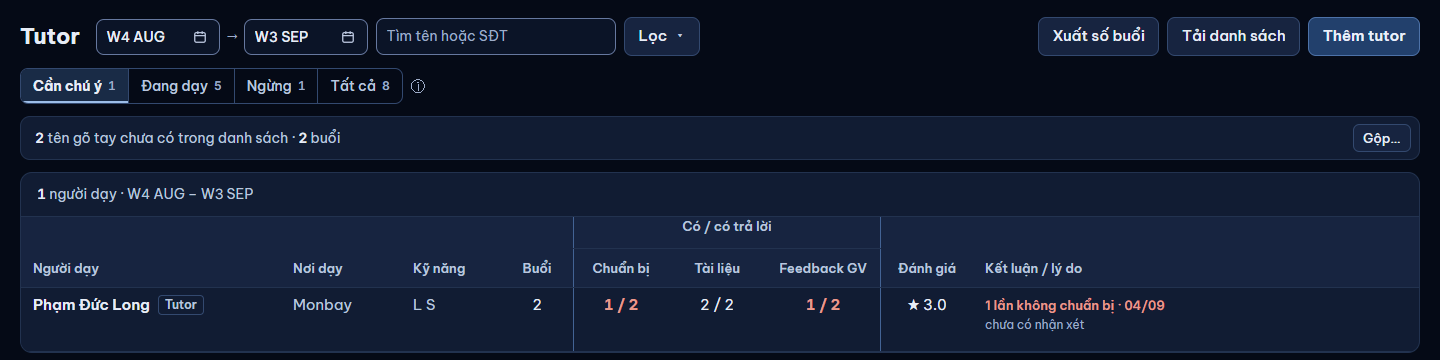 Tutor W4 AUG → W3 SEP Tìm tên hoặc SĐT Lọc Xuất số buổi Tải danh sách Thêm tutor
Cần chú ý 1 Đang dạy 5 Ngừng 1 Tất cả 8 ⓘ
2 tên gõ tay chưa có trong danh sách · 2 buổi Gộp...
1 người dạy · W4 AUG – W3 SEP
Có / có trả lời
Người dạy Nơi dạy Kỹ năng Buổi Chuẩn bị Tài liệu Feedback GV Đánh giá Kết luận / lý do
Phạm Đức Long Tutor Monbay L S 2 1 / 2 2 / 2 1 / 2 ★ 3.0 1 lần không chuẩn bị · 04/09
chưa có nhận xét